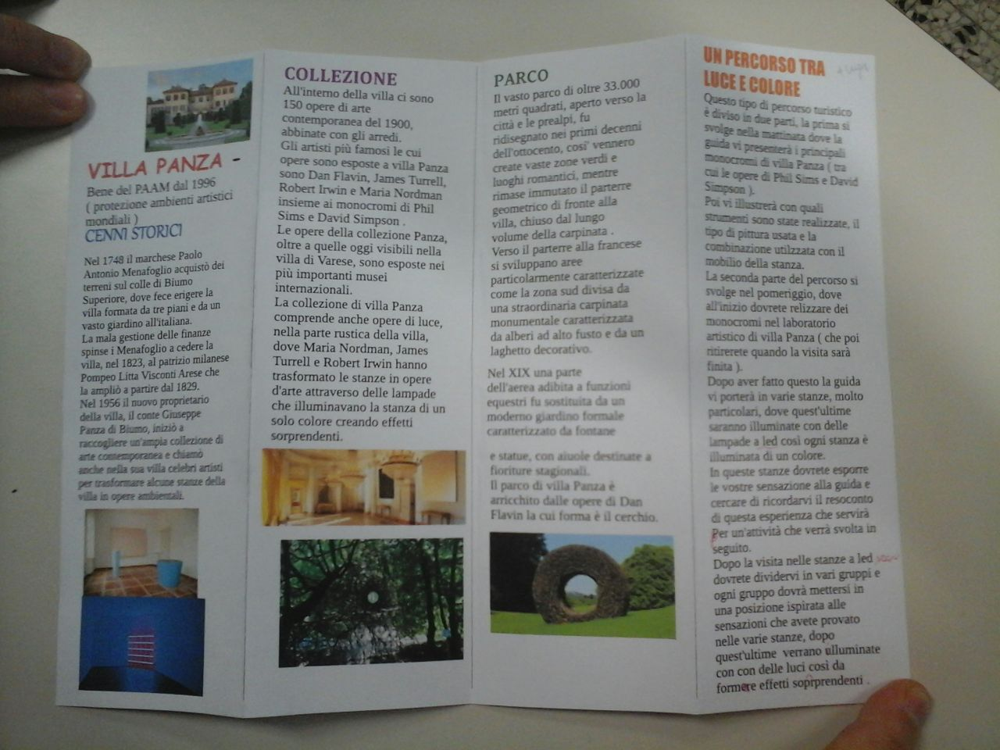 VILLA PANZA -
Bene del PAAM dal 1996
( protezione ambienti artistici
mondiali )
CENNI STORICI
Nel 1748 il marchese Paolo
Antonio Menafoglio acquistò dei
terreni sul colle di Biumo
Superiore, dove fece erigere la
villa formata da tre piani e da un
vasto giardino all'italiana.
La mala gestione delle finanze
spinse i Menafoglio a cedere la
villa, nel 1823, al patrizio milanese
Pompeo Litta Visconti Arese che
la ampliò a partire dal 1829.
Nel 1956 il nuovo proprietario
della villa, il conte Giuseppe
Panza di Biumo, iniziò a
raccogliere un'ampia collezione di
arte contemporanea e chiamò
anche nella sua villa celebri artisti
per trasformare alcune stanze della
villa in opere ambientali.
COLLEZIONE
All'interno della villa ci sono
150 opere di arte
contemporanea del 1900,
abbinate con gli arredi.
Gli artisti più famosi le cui
opere sono esposte a villa Panza
sono Dan Flavin, James Turrell,
Robert Irwin e Maria Nordman
insieme ai monocromi di Phil
Sims e David Simpson .
Le opere della collezione Panza,
oltre a quelle oggi visibili nella
villa di Varese, sono esposte nei
più importanti musei
internazionali.
La collezione di villa Panza
comprende anche opere di luce,
nella parte rustica della villa,
dove Maria Nordman, James
Turrell e Robert Irwin hanno
trasformato le stanze in opere
d'arte attraverso delle lampade
che illuminavano la stanza di un
solo colore creando effetti
sorprendenti.
PARCO
Il vasto parco di oltre 33.000
metri quadrati, aperto verso la
città e le prealpi, fu
ridisegnato nei primi decenni
dell'ottocento, cosi' vennero
create vaste zone verdi e
luoghi romantici, mentre
rimase immutato il parterre
geometrico di fronte alla
villa, chiuso dal lungo
volume della carpinata .
Verso il parterre alla francese
si sviluppano aree
particolarmente caratterizzate
come la zona sud divisa da
una straordinaria carpinata
monumentale caratterizzata
da alberi ad alto fusto e da un
laghetto decorativo.
Nel XIX una parte
dell'aerea adibita a funzioni
equestri fu sostituita da un
moderno giardino formale
caratterizzato da fontane
e statue, con aiuole destinate a
fioriture stagionali.
Il parco di villa Panza è
arricchito dalle opere di Dan
Flavin la cui forma è il cerchio.
UN PERCORSO TRA
LUCE E COLORE
Questo tipo di percorso turistico
è diviso in due parti, la prima si
svolge nella mattinata dove la
guida vi presenterà i principali
monocromi di villa Panza ( tra
cui le opere di Phil Sims e David
Simpson ).
Poi vi illustrerà con quali
strumenti sono state realizzate, il
tipo di pittura usata e la
combinazione utilzzata con il
mobilio della stanza.
La seconda parte del percorso si
svolge nel pomeriggio, dove
all'inizio dovrete relizzare dei
monocromi nel laboratorio
artistico di villa Panza ( che poi
ritirerete quando la visita sarà
finita ).
Dopo aver fatto questo la guida
vi porterà in varie stanze, molto
particolari, dove quest'ultime
saranno illuminate con delle
lampade a led così ogni stanza è
illuminata di un colore.
In queste stanze dovrete esporre
le vostre sensazione alla guida e
cercare di ricordarvi il resoconto
di questa esperienza che servirà
Per un'attività che verrà svolta in
seguito.
Dopo la visita nelle stanze a led
dovrete dividervi in vari gruppi e
ogni gruppo dovrà mettersi in
una posizione ispirata alle
sensazioni che avete provato
nelle varie stanze, dopo
quest'ultime verrano ulluminate
con con delle luci così da
formere effetti soprprendenti .